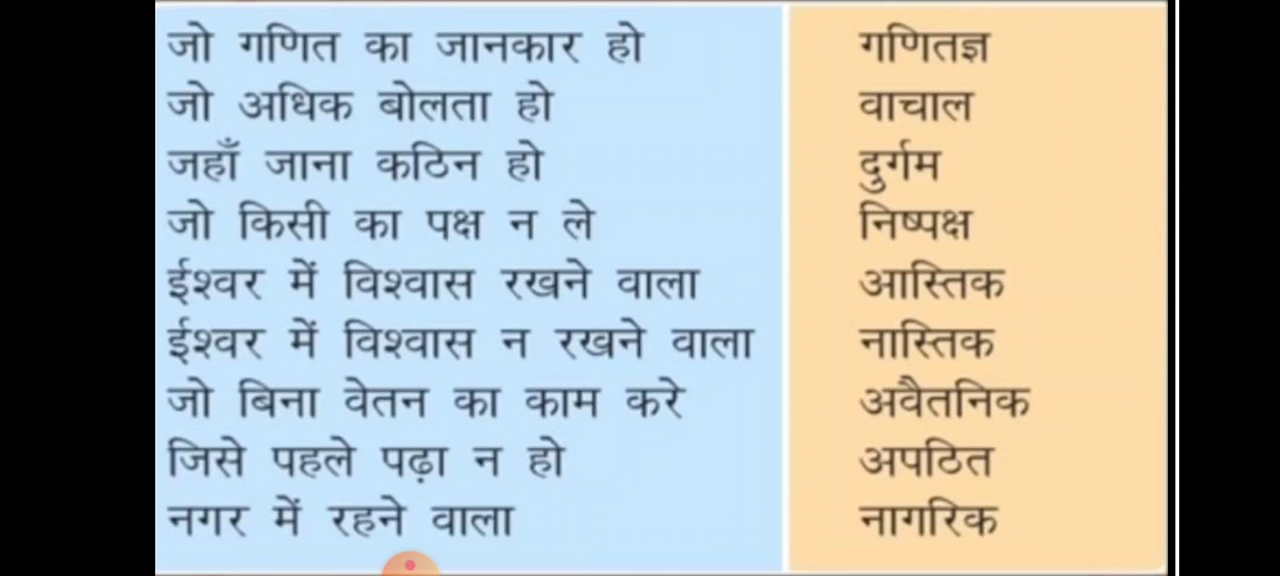 जो गणित का जानकार हो गणितज्ञ
जो अधिक बोलता हो वाचाल
जहाँ जाना कठिन हो दुर्गम
जो किसी का पक्ष न ले निष्पक्ष
ईश्वर में विश्वास रखने वाला आस्तिक
ईश्वर में विश्वास न रखने वाला नास्तिक
जो बिना वेतन का काम करे अवैतनिक
जिसे पहले पढ़ा न हो अपठित
नगर में रहने वाला नागरिक